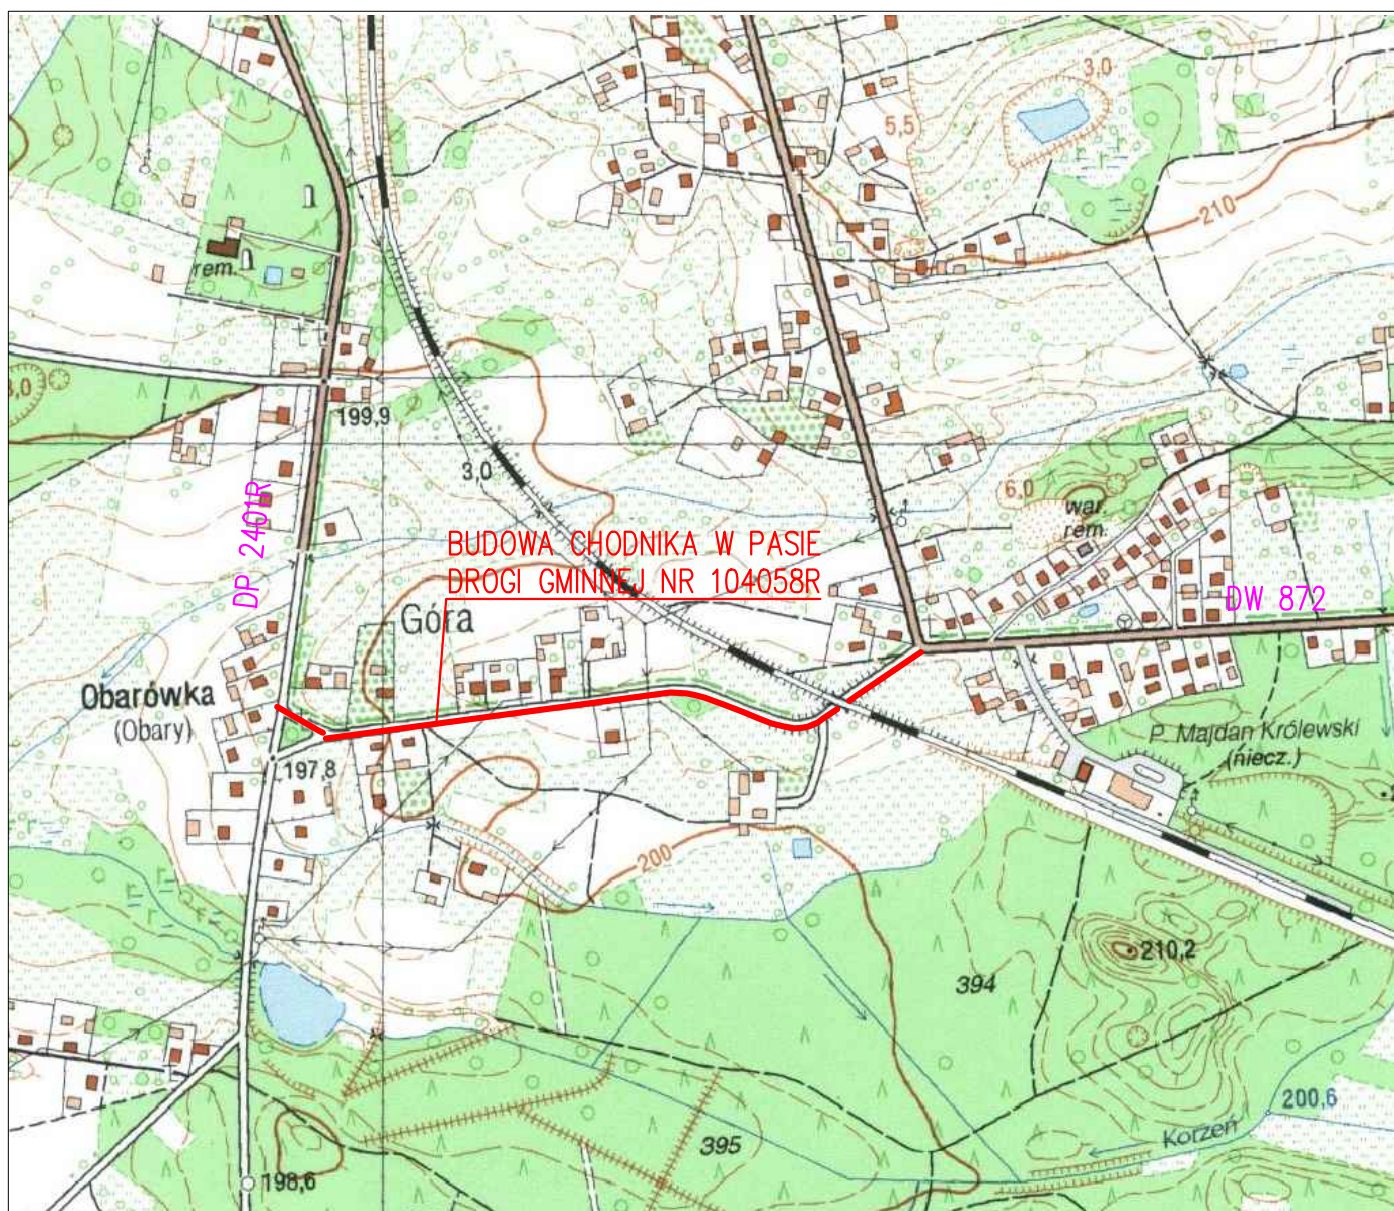 3,0
5,5
210
rem.
199,9
3,0
6,0
war.
rem.
DP 2401R
BUDOWA CHODNIKA W PASIE
DROGI GMINNEJ NR 104058R
DW 872
Góra
Obarówka
(Obary)
P. Majdan Królewski
(niecz.)
197,8
200
210,2
394
200,6
Korzeń
395
198,6